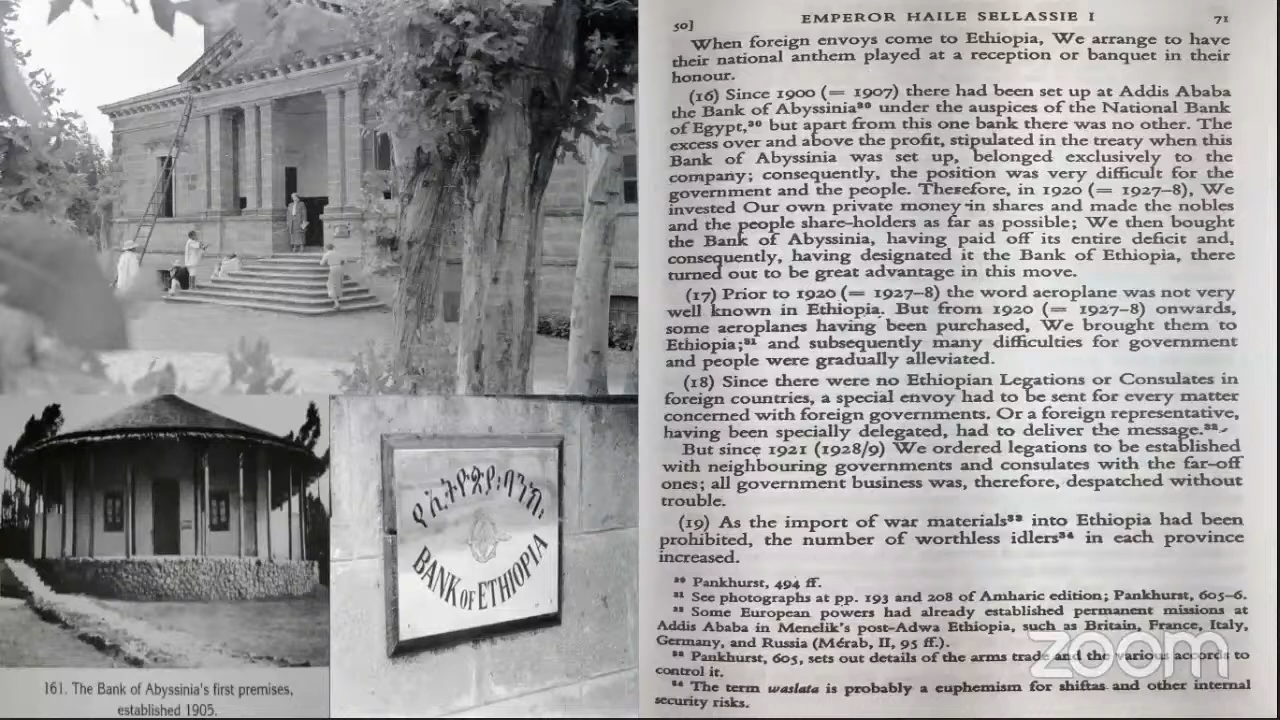 የኢትዮጵያ፡ባንክ፡
BANK OF ETHIOPIA
161. The Bank of Abyssinia's first premises,
established 1905.
50]
EMPEROR HAILE SELLASSIE I
71
When foreign envoys come to Ethiopia, We arrange to have
their national anthem played at a reception or banquet in their
honour.
(16) Since 1900 (= 1907) there had been set up at Addis Ababa
the Bank of Abyssinia²⁹ under the auspices of the National Bank
of Egypt,³⁰ but apart from this one bank there was no other. The
excess over and above the profit, stipulated in the treaty when this
Bank of Abyssinia was set up, belonged exclusively to the
company; consequently, the position was very difficult for the
government and the people. Therefore, in 1920 (= 1927–8), We
invested Our own private money in shares and made the nobles
and the people share-holders as far as possible; We then bought
the Bank of Abyssinia, having paid off its entire deficit and,
consequently, having designated it the Bank of Ethiopia, there
turned out to be great advantage in this move.
(17) Prior to 1920 (= 1927–8) the word aeroplane was not very
well known in Ethiopia. But from 1920 (= 1927–8) onwards,
some aeroplanes having been purchased, We brought them to
Ethiopia;³¹ and subsequently many difficulties for government
and people were gradually alleviated.
(18) Since there were no Ethiopian Legations or Consulates in
foreign countries, a special envoy had to be sent for every matter
concerned with foreign governments. Or a foreign representative,
having been specially delegated, had to deliver the message.³²
But since 1921 (1928/9) We ordered legations to be established
with neighbouring governments and consulates with the far-off
ones; all government business was, therefore, despatched without
trouble.
(19) As the import of war materials³³ into Ethiopia had been
prohibited, the number of worthless idlers³⁴ in each province
increased.
³⁰ Pankhurst, 494 ff.
³¹ See photographs at pp. 193 and 208 of Amharic edition; Pankhurst, 605–6.
³² Some European powers had already established permanent missions at
Addis Ababa in Menelik's post-Adwa Ethiopia, such as Britain, France, Italy,
Germany, and Russia (Mérab, II, 95 ff.).
³³ Pankhurst, 605, sets out details of the arms trade and the various accords to
control it.
³⁴ The term waslata is probably a euphemism for shiftas and other internal
security risks.
zoom